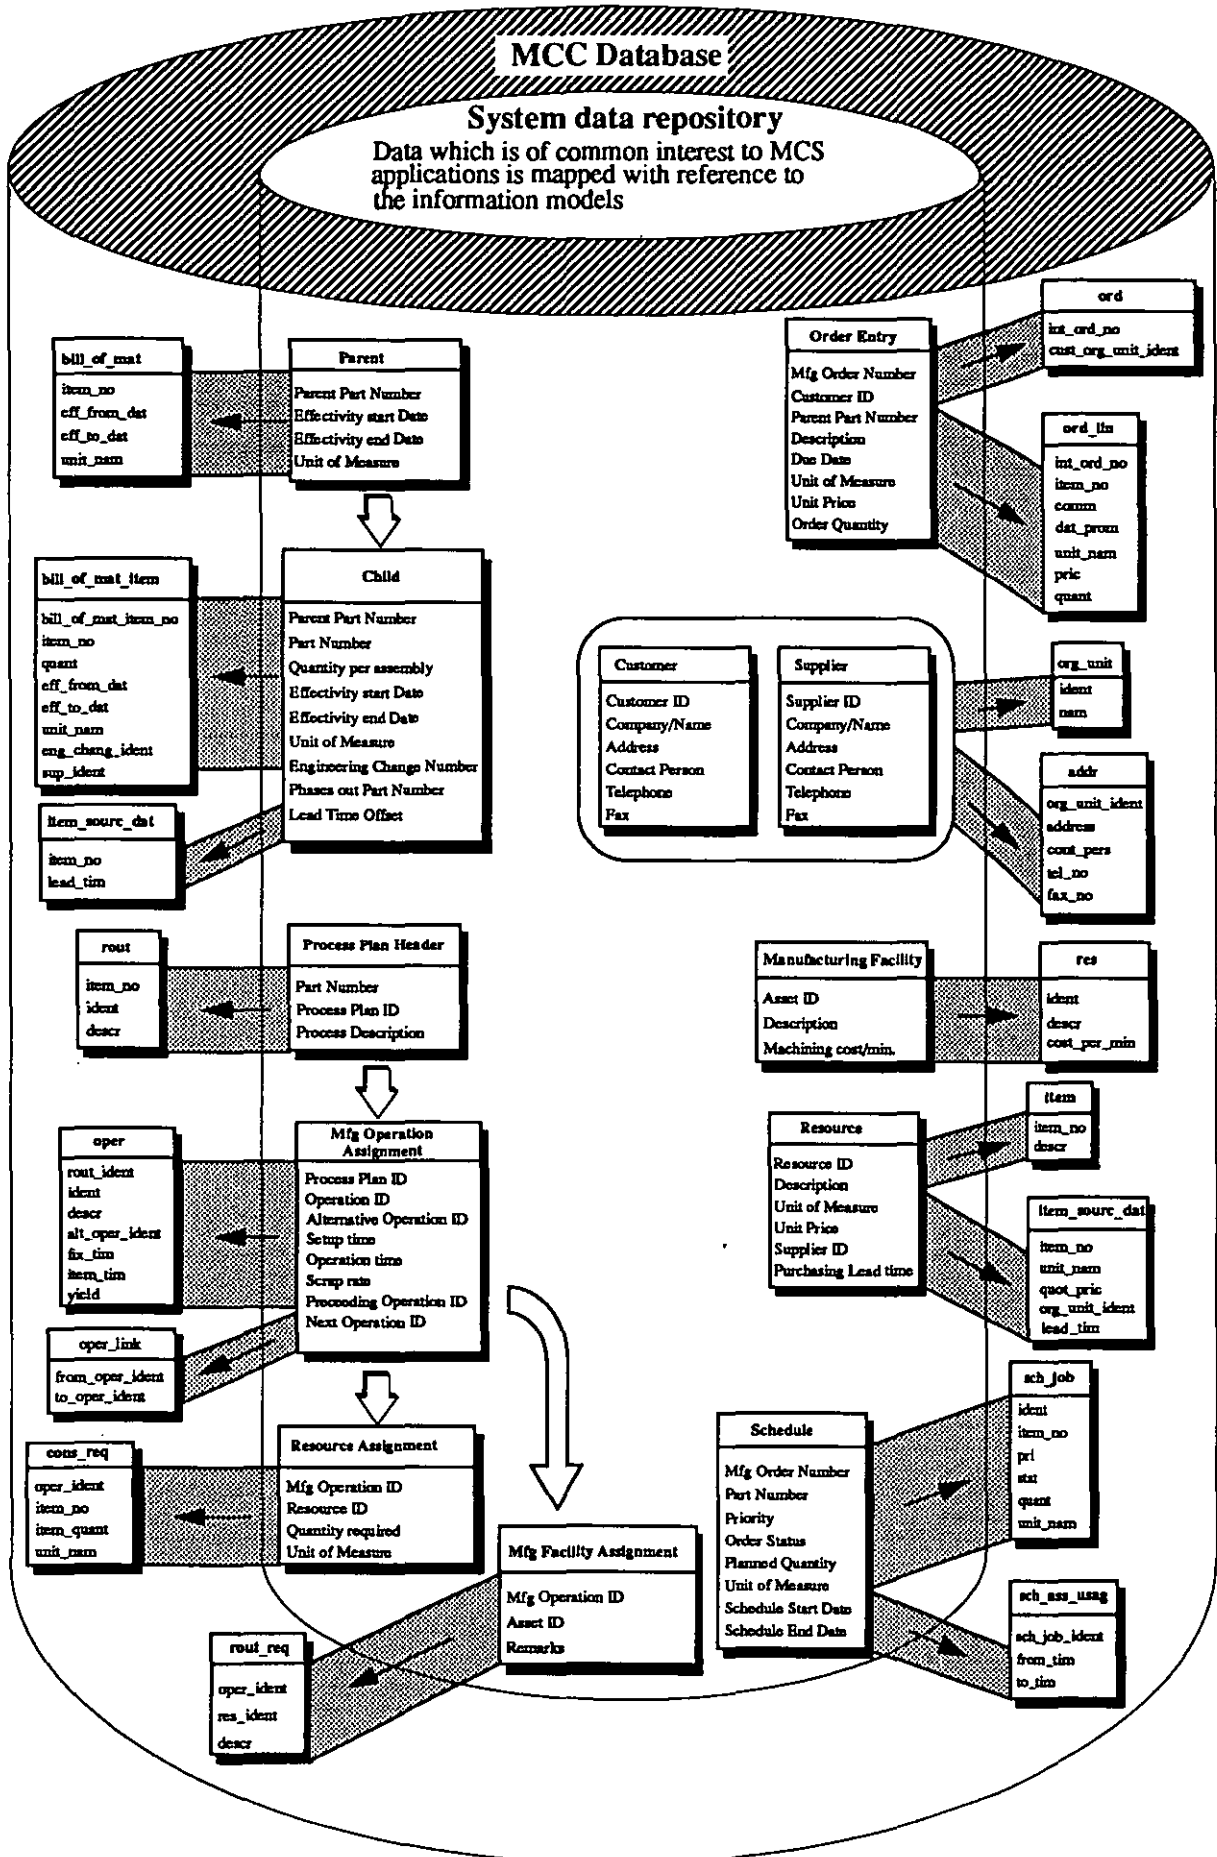 MCC Database
System data repository
Data which is of common interest to MCS
applications is mapped with reference to
the information models
bill_of_mat
item_no
eff_from_dat
eff_to_dat
unit_nam
Parent
Parent Part Number
Effectivity start Date
Effectivity end Date
Unit of Measure
bill_of_mat_item
bill_of_mat_item_no
item_no
quant
eff_from_dat
eff_to_dat
unit_nam
eng_chang_ident
sup_ident
Child
Parent Part Number
Part Number
Quantity per assembly
Effectivity start Date
Effectivity end Date
Unit of Measure
Engineering Change Number
Phases out Part Number
Lead Time Offset
item_sourc_dat
item_no
lead_tim
rout
item_no
ident
descr
Process Plan Header
Part Number
Process Plan ID
Process Description
oper
rout_ident
ident
descr
alt_oper_ident
fix_tim
item_tim
yield
Mfg Operation
Assignment
Process Plan ID
Operation ID
Alternative Operation ID
Setup time
Operation time
Scrap rate
Proceeding Operation ID
Next Operation ID
oper_link
from_oper_ident
to_oper_ident
cons_req
oper_ident
item_no
item_quant
unit_nam
Resource Assignment
Mfg Operation ID
Resource ID
Quantity required
Unit of Measure
Mfg Facility Assignment
Mfg Operation ID
Asset ID
Remarks
rout_req
oper_ident
res_ident
descr
Order Entry
Mfg Order Number
Customer ID
Parent Part Number
Description
Due Date
Unit of Measure
Unit Price
Order Quantity
ord
int_ord_no
cust_org_unit_ident
ord_lin
int_ord_no
item_no
comm
dat_prom
unit_nam
pric
quant
Customer
Customer ID
Company/Name
Address
Contact Person
Telephone
Fax
Supplier
Supplier ID
Company/Name
Address
Contact Person
Telephone
Fax
org_unit
ident
nam
addr
org_unit_ident
address
cont_pers
tel_no
fax_no
Manufacturing Facility
Asset ID
Description
Machining cost/min.
res
ident
descr
cost_per_min
Resource
Resource ID
Description
Unit of Measure
Unit Price
Supplier ID
Purchasing Lead time
item
item_no
descr
item_sourc_dat
item_no
unit_nam
quot_pric
org_unit_ident
lead_tim
Schedule
Mfg Order Number
Part Number
Priority
Order Status
Planned Quantity
Unit of Measure
Schedule Start Date
Schedule End Date
sch_job
ident
item_no
pri
stat
quant
unit_nam
sch_ass_usag
sch_job_ident
from_tim
to_tim